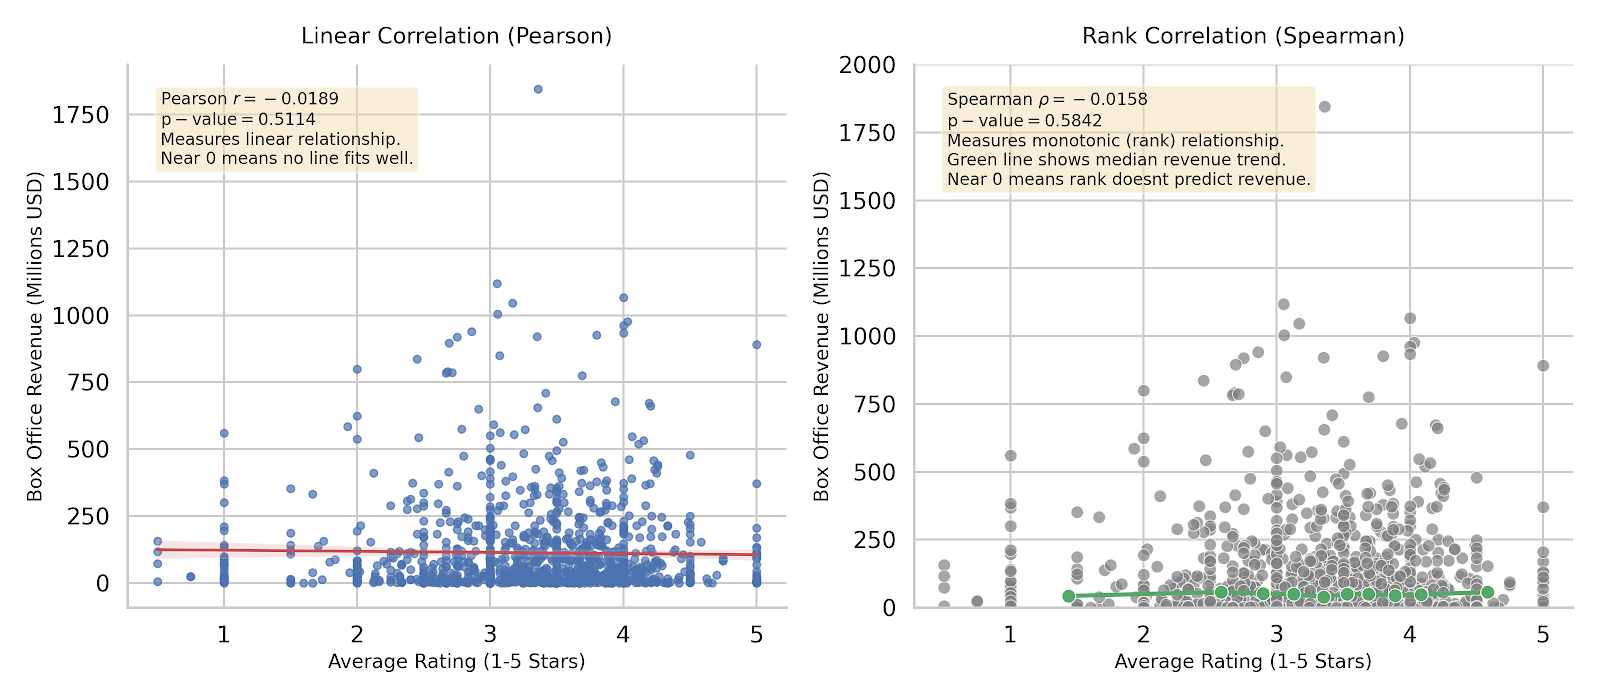 Linear Correlation (Pearson)
Pearson r = − 0.0189
p − value = 0.5114
Measures linear relationship.
Near 0 means no line fits well.
1750
1500
1250
1000
750
500
250
0
Box Office Revenue (Millions USD)
1 2 3 4 5
Average Rating (1-5 Stars)
Rank Correlation (Spearman)
Spearman ρ = − 0.0158
p − value = 0.5842
Measures monotonic (rank) relationship.
Green line shows median revenue trend.
Near 0 means rank doesnt predict revenue.
2000
1750
1500
1250
1000
750
500
250
0
Box Office Revenue (Millions USD)
1 2 3 4 5
Average Rating (1-5 Stars)